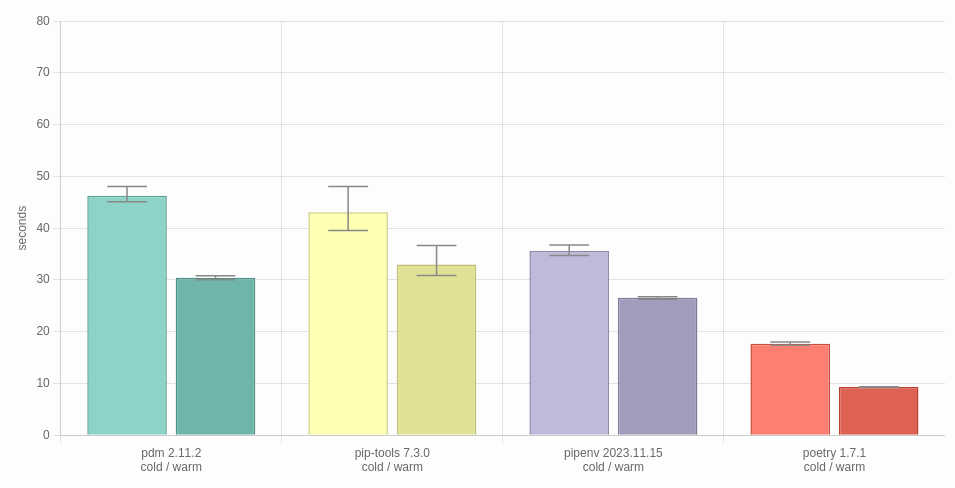 80
70
60
50
40
30
20
10
0
seconds
pdm 2.11.2
cold / warm
pip-tools 7.3.0
cold / warm
pipenv 2023.11.15
cold / warm
poetry 1.7.1
cold / warm